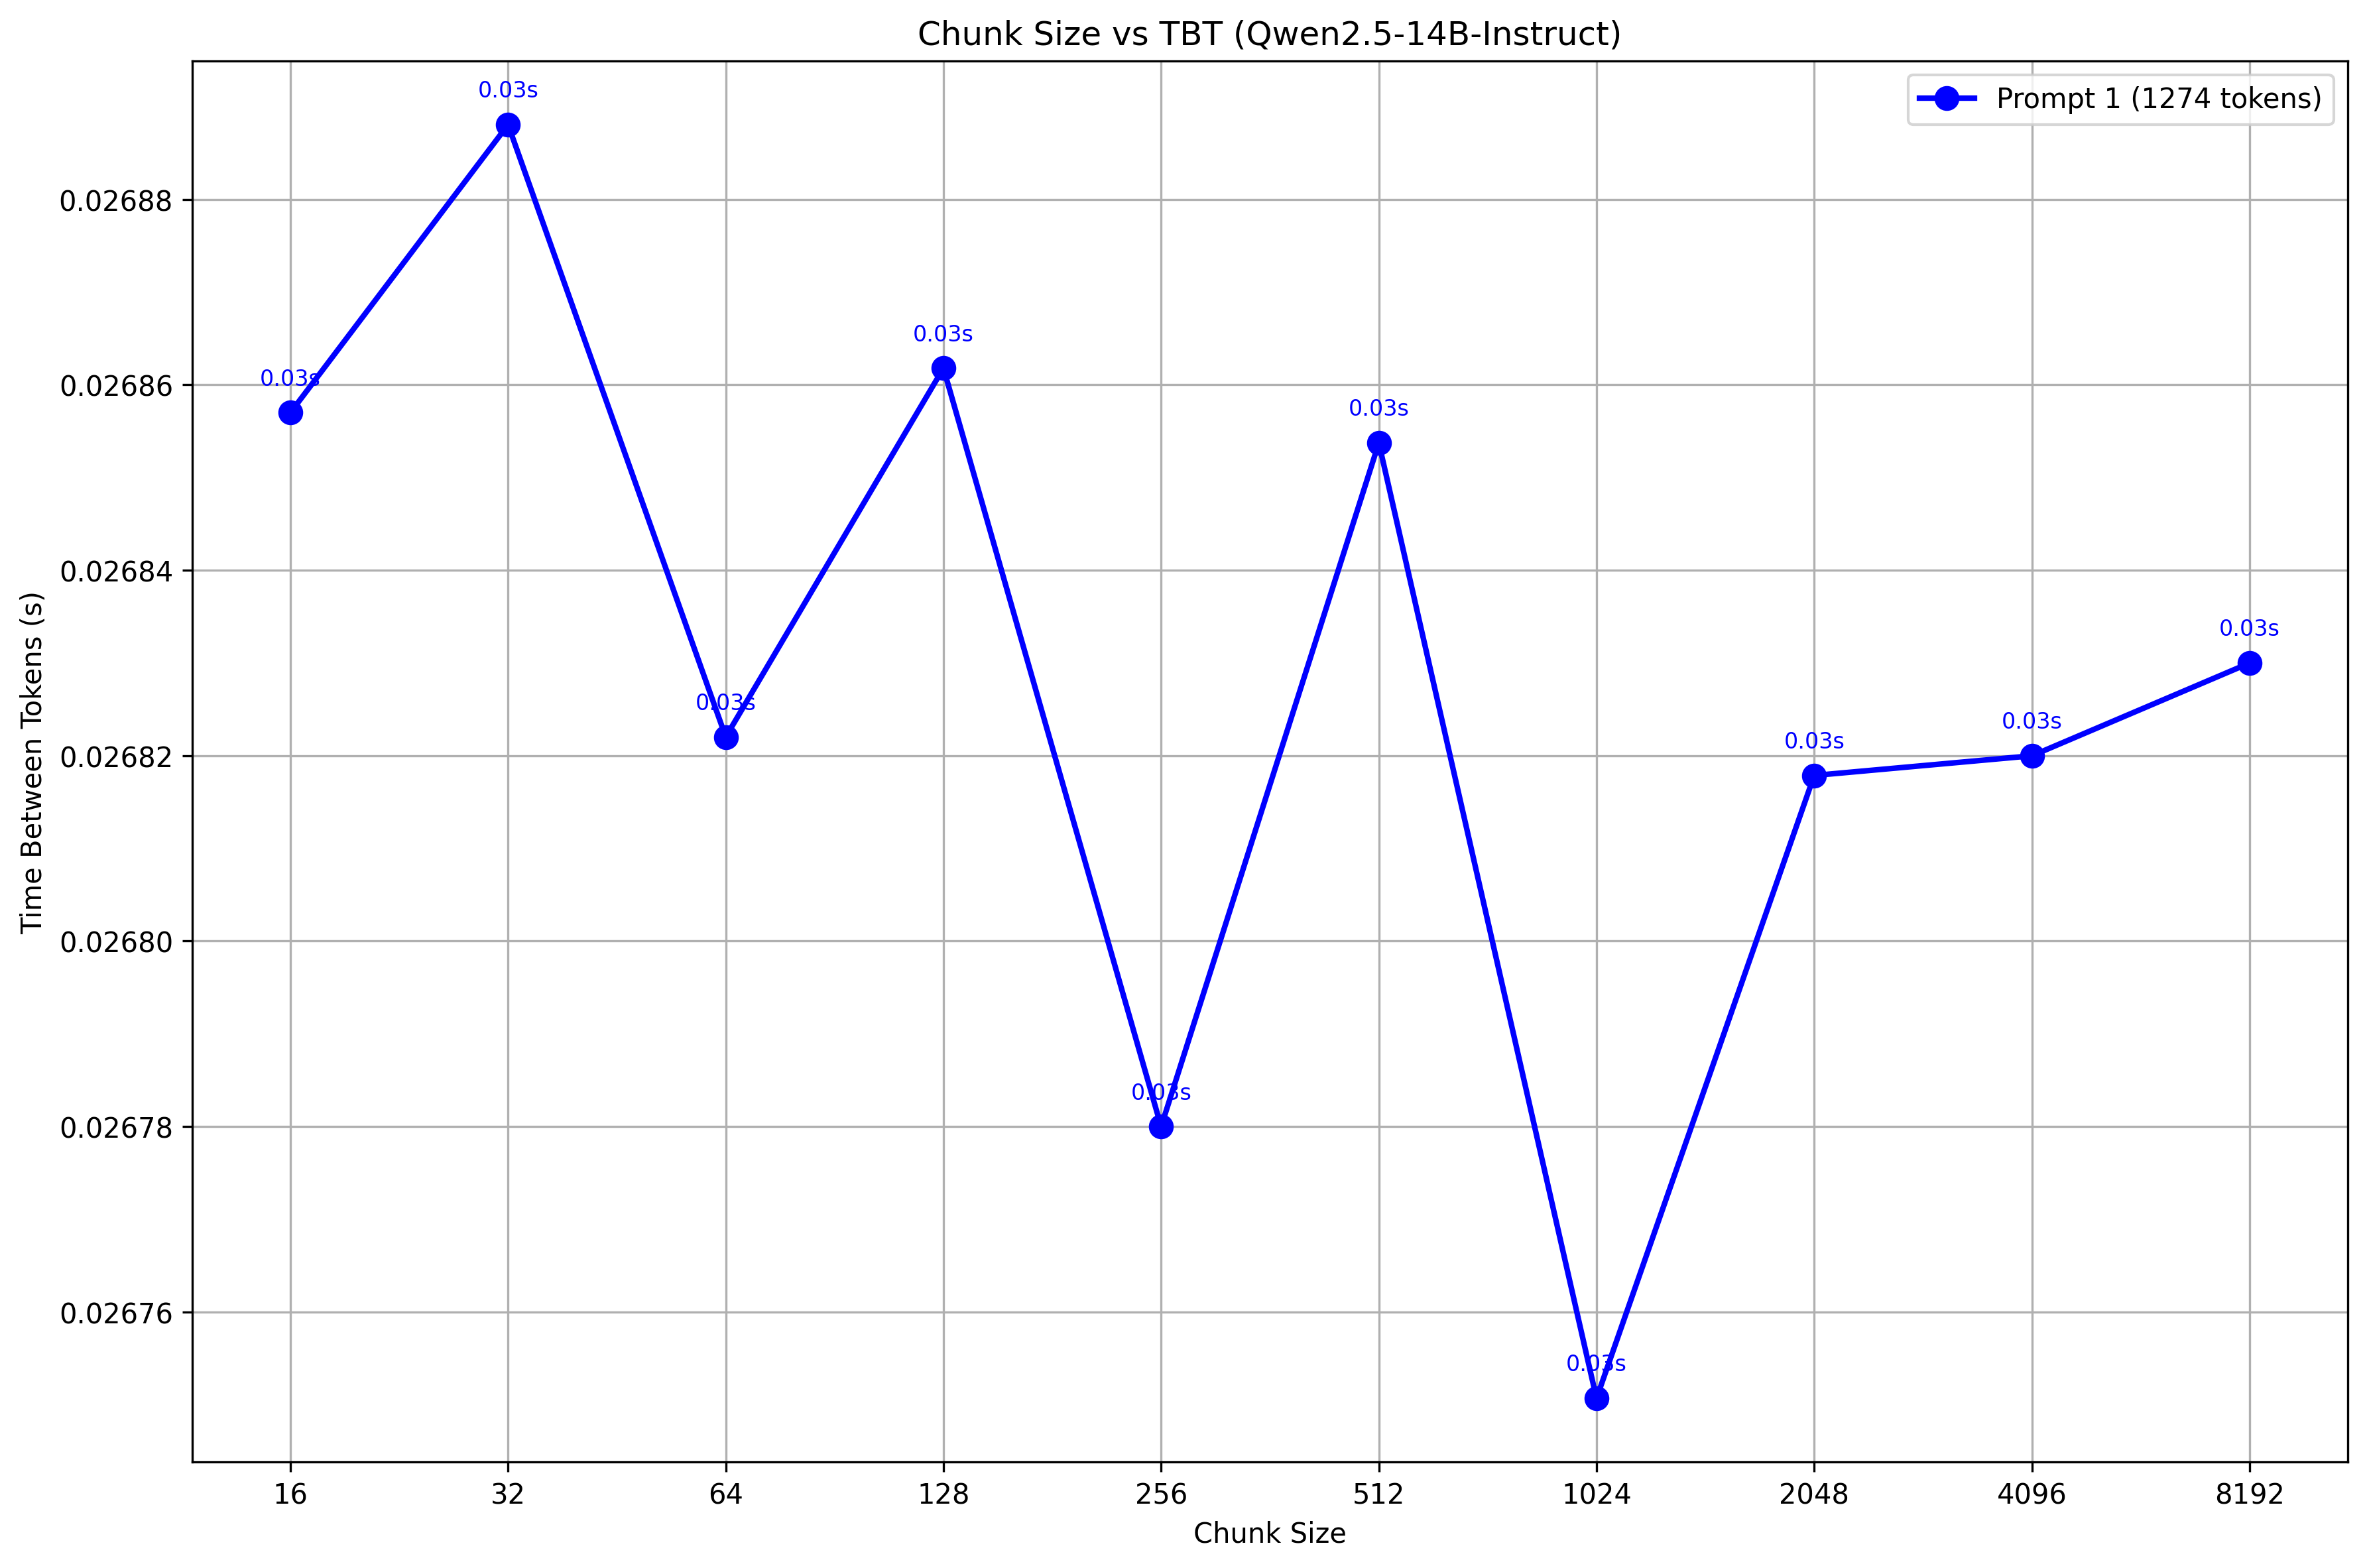 Chunk Size vs TBT (Qwen2.5-14B-Instruct)
Prompt 1 (1274 tokens)
Time Between Tokens (s)
0.02688
0.02686
0.02684
0.02682
0.02680
0.02678
0.02676
0.03s
0.03s
0.03s
0.03s
0.03s
0.03s
0.03s
0.03s
0.03s
0.03s
16 32 64 128 256 512 1024 2048 4096 8192
Chunk Size